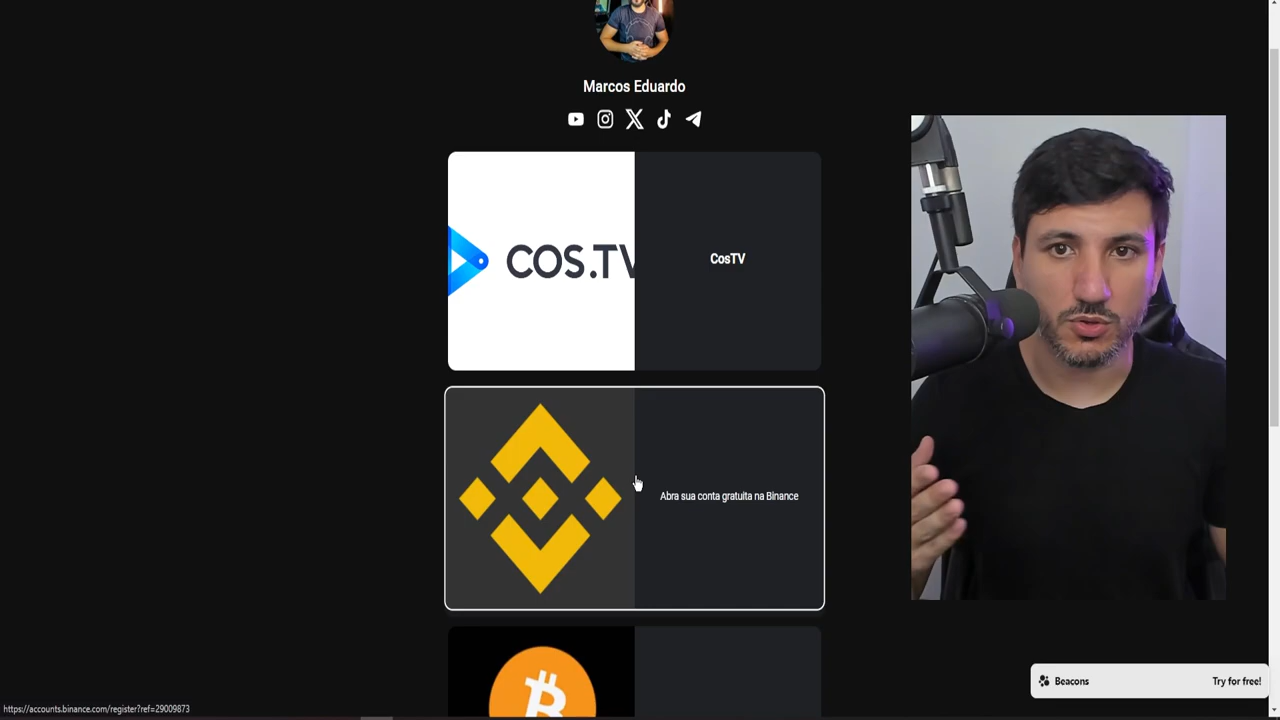 Marcos Eduardo
COS.TV
CosTV
Abra sua conta gratuita na Binance
Beacons
Try for free!
https://accounts.binance.com/register?ref=29009873